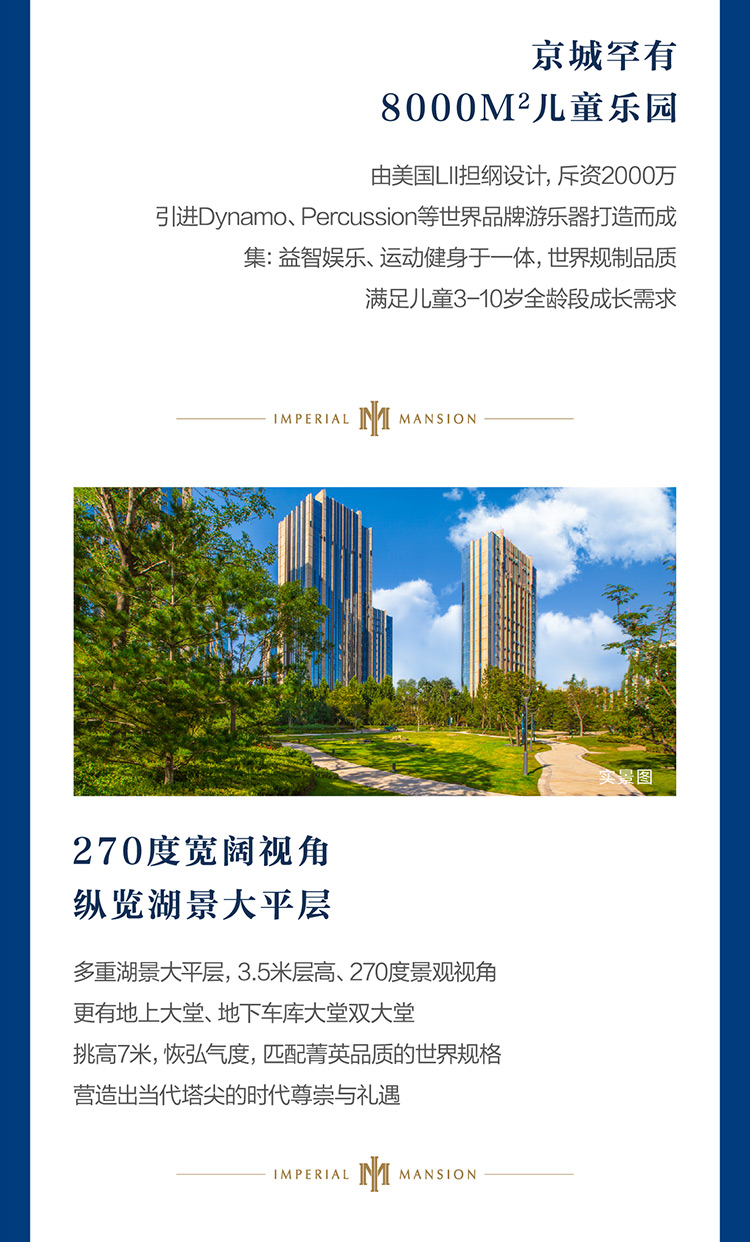 京城罕有
8000M²儿童乐园
由美国LII担纲设计, 斥资2000万
引进Dynamo、Percussion等世界品牌游乐器打造而成
集: 益智娱乐、运动健身于一体, 世界规制品质
满足儿童3-10岁全龄段成长需求
IMPERIAL M MANSION
实景图
270度宽阔视角
纵览湖景大平层
多重湖景大平层, 3.5米层高、270度景观视角
更有地上大堂、地下车库大堂双大堂
挑高7米, 恢弘气度, 匹配菁英品质的世界规格
营造出当代塔尖的时代尊崇与礼遇
IMPERIAL M MANSION